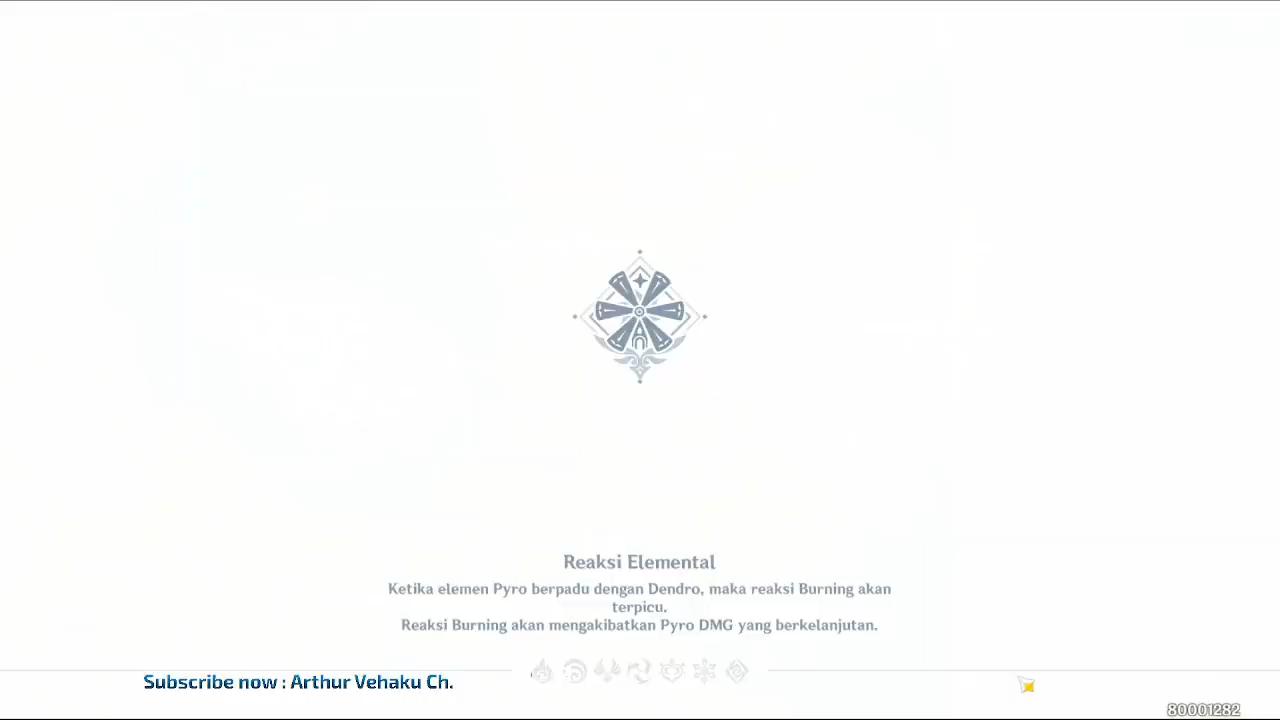 Reaksi Elemental
Ketika elemen Pyro berpadu dengan Dendro, maka reaksi Burning akan
terpicu.
Reaksi Burning akan mengakibatkan Pyro DMG yang berkelanjutan.
Subscribe now : Arthur Vehaku Ch.
80001282